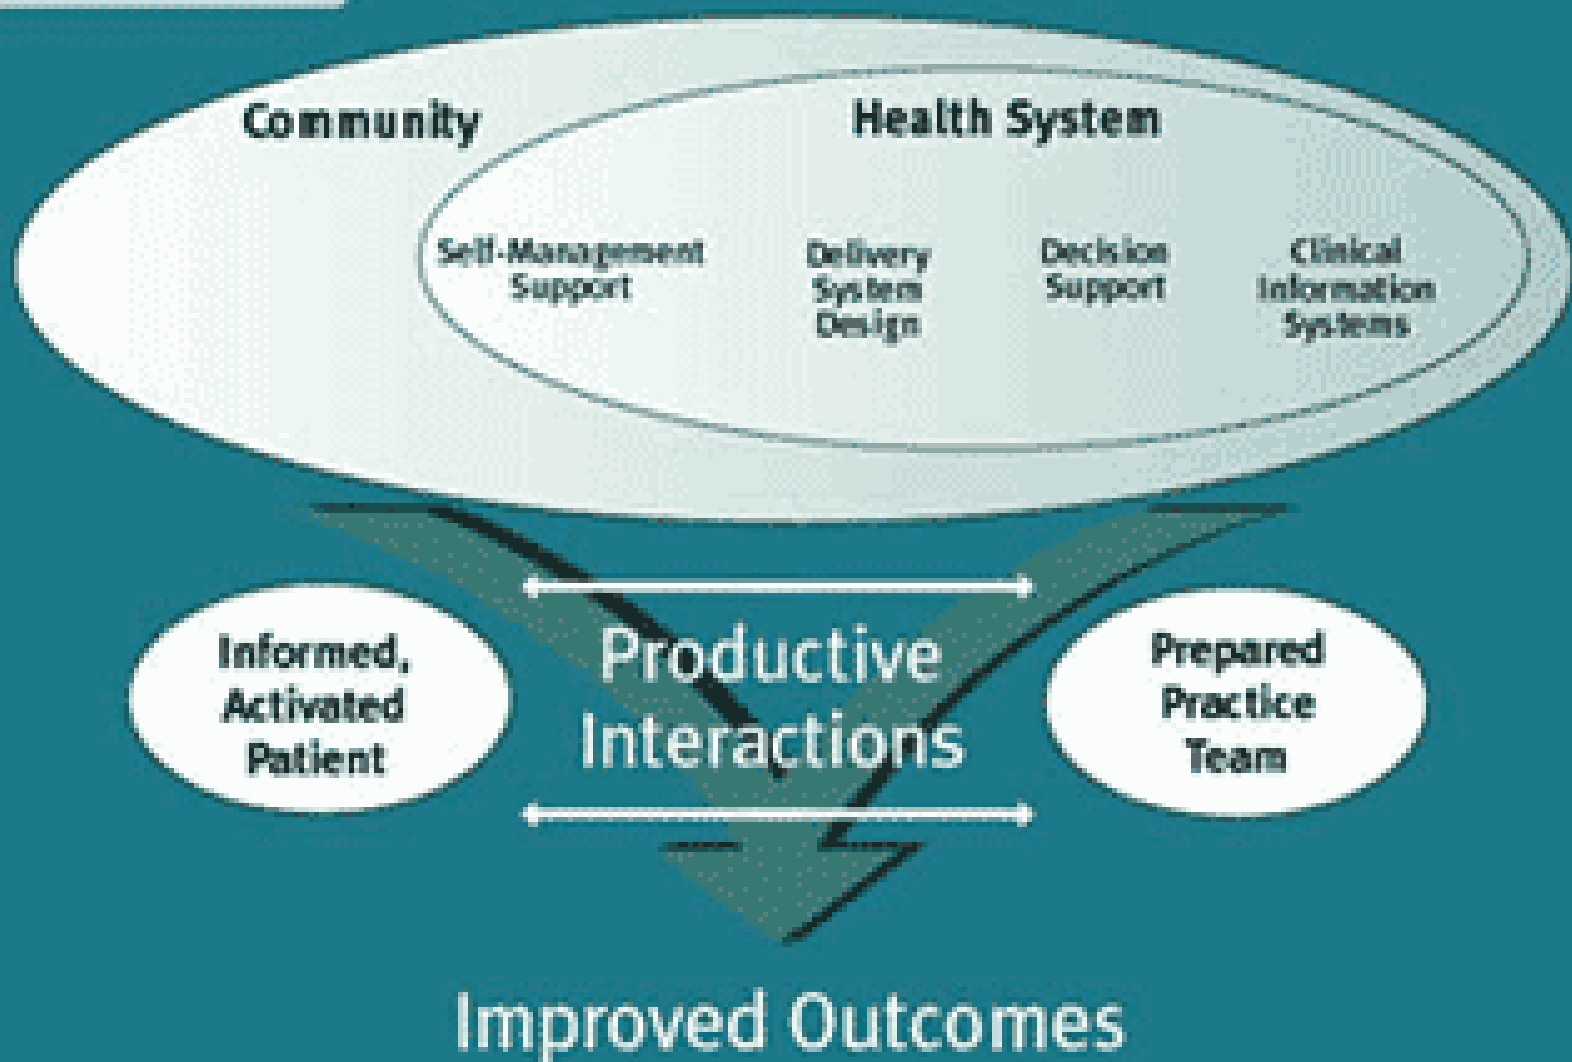 Community
Health System
Self-Management
Support
Delivery
System
Design
Decision
Support
Clinical
Information
Systems
Informed,
Activated
Patient
Productive
Interactions
Prepared
Practice
Team
Improved Outcomes